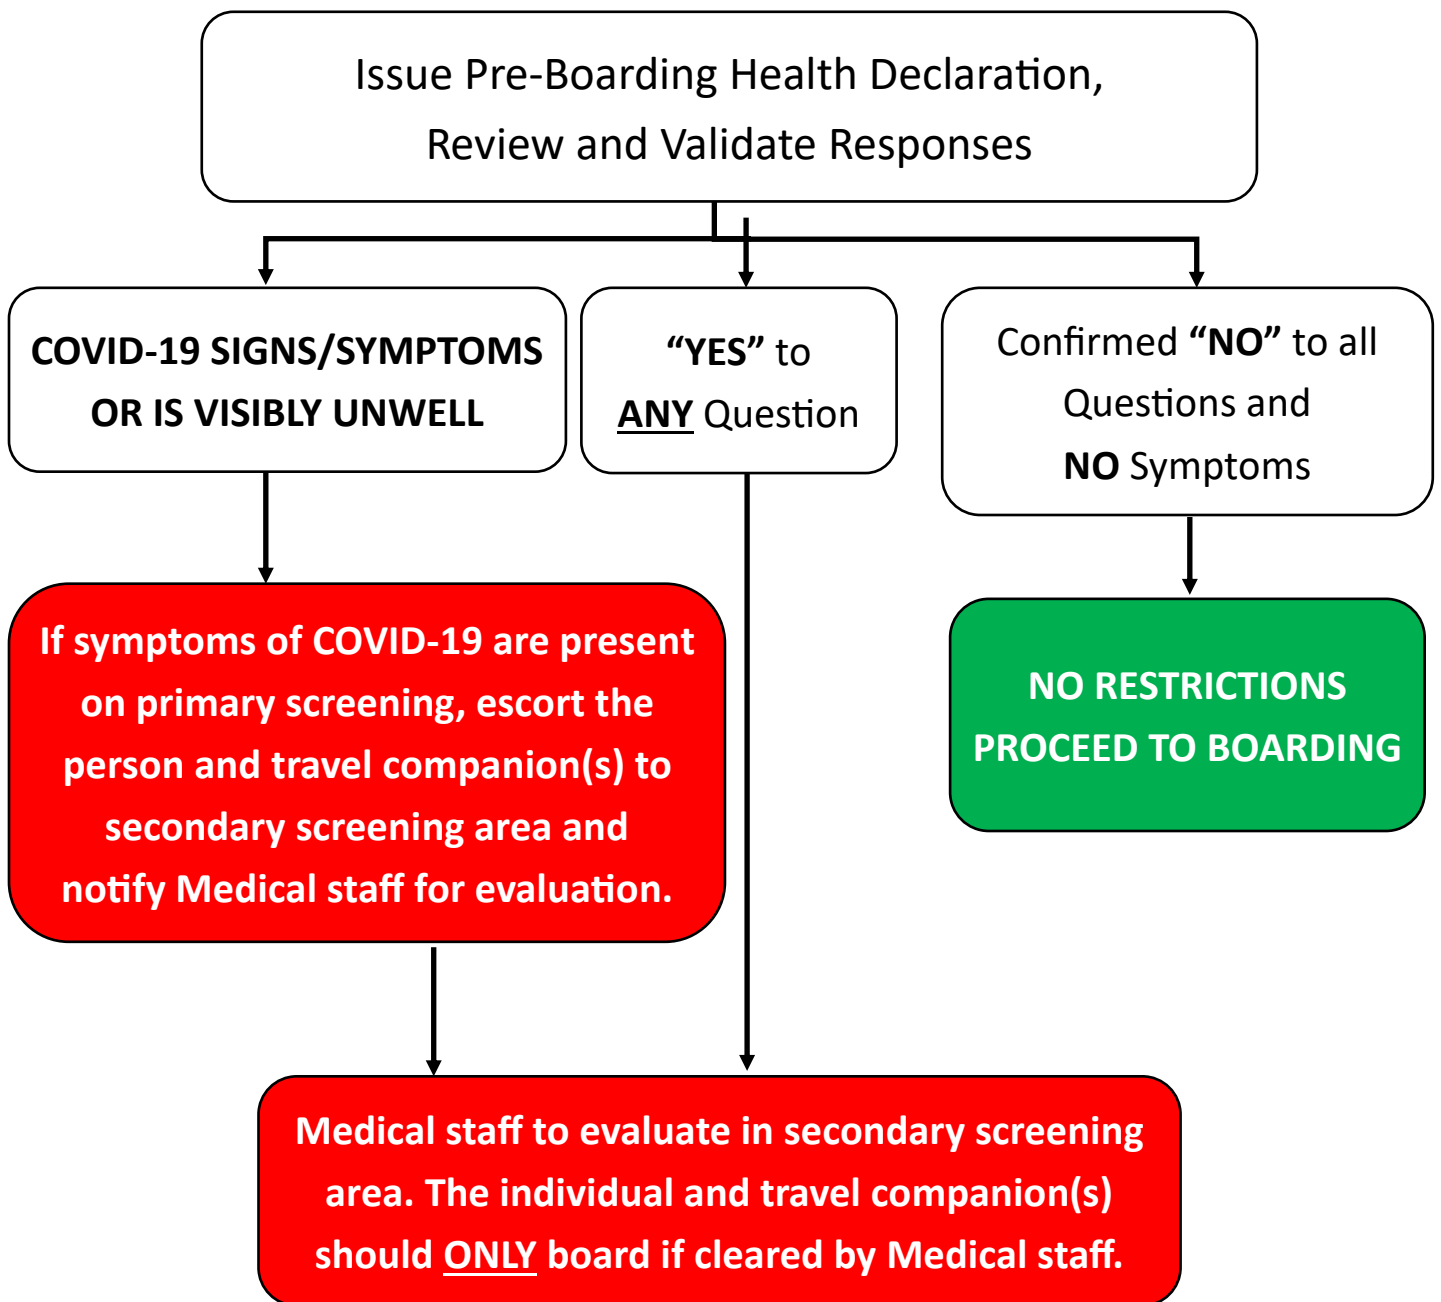 Issue Pre-Boarding Health Declaration,
Review and Validate Responses
COVID-19 SIGNS/SYMPTOMS
OR IS VISIBLY UNWELL
“YES” to
ANY Question
Confirmed “NO” to all
Questions and
NO Symptoms
If symptoms of COVID-19 are present
on primary screening, escort the
person and travel companion(s) to
secondary screening area and
notify Medical staff for evaluation.
NO RESTRICTIONS
PROCEED TO BOARDING
Medical staff to evaluate in secondary screening
area. The individual and travel companion(s)
should ONLY board if cleared by Medical staff.